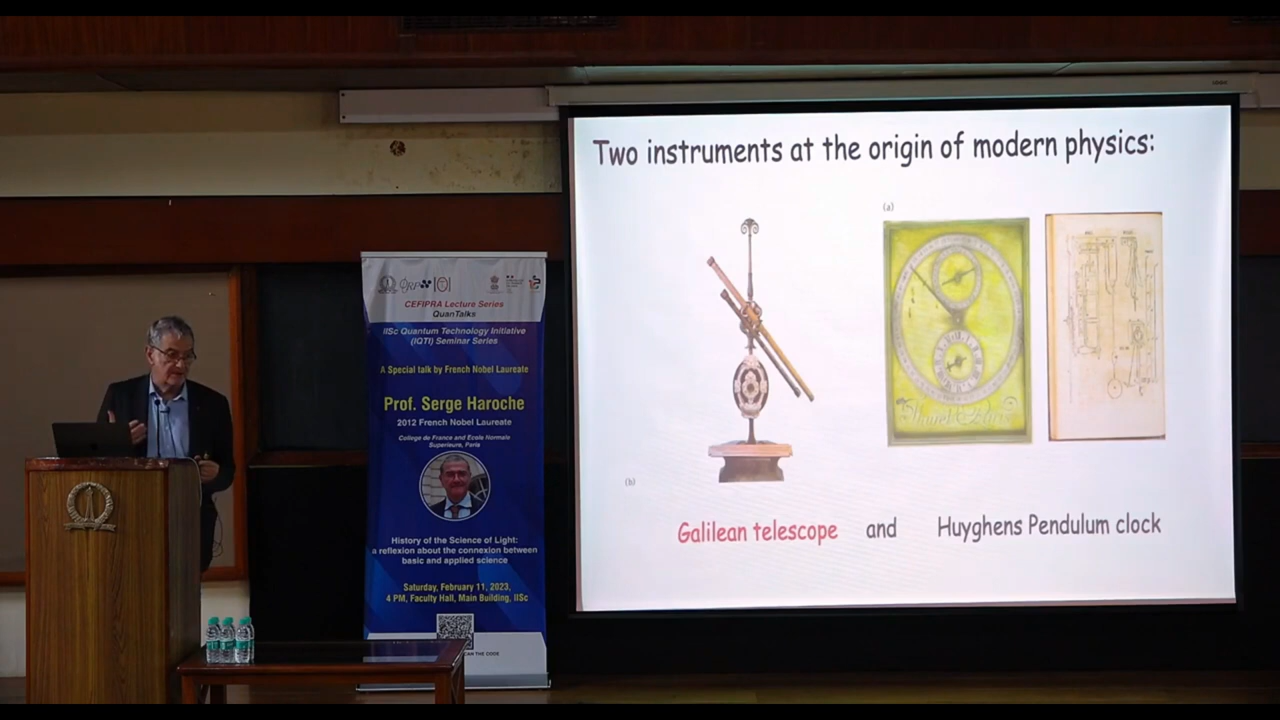 CEFIPRA Lecture Series
QuanTalks
IISc Quantum Technology Initiative
(IQTI) Seminar Series
A Special talk by French Nobel Laureate
Prof. Serge Haroche
2012 French Nobel Laureate
College de France and Ecole Normale
Superieure, Paris
History of the Science of Light:
a reflexion about the connexion between
basic and applied science
Saturday, February 11, 2023,
4 PM, Faculty Hall, Main Building, IISc
AN THE CODE
Two instruments at the origin of modern physics:
(a)
(b)
Galilean telescope and Huyghens Pendulum clock